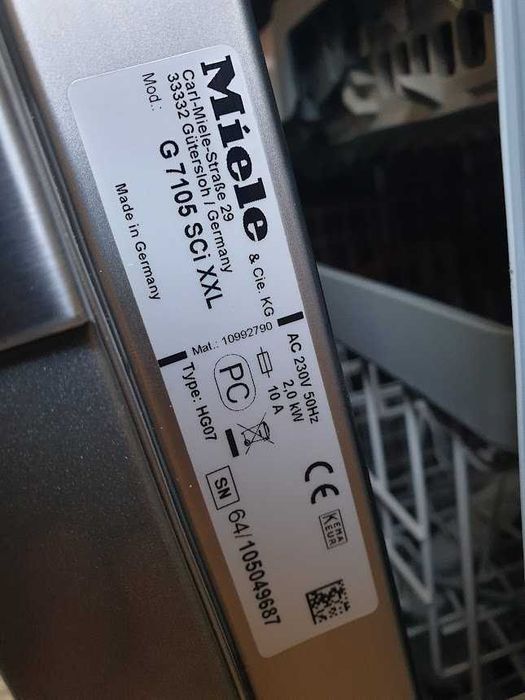 Miele & Cie. KG
Carl-Miele-Straße 29
33332 Gütersloh / Germany
Mod.: G 7105 SCi XXL
Made in Germany
Mat.: 10992790
Type: HG07
AC 230V 50Hz
2,0 kW
10 A
PC
CE
KEMA
KEUR
SN 64/105049687